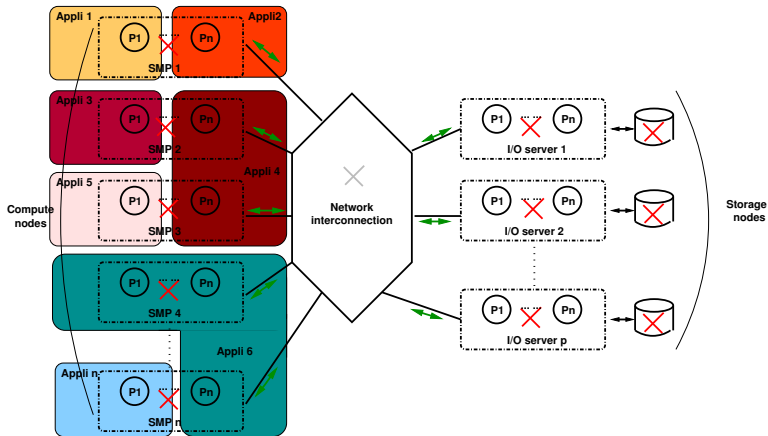 Appli 1
Appli2
P1
Pn
SMP 1
Appli 3
P1
Pn
SMP 2
Appli 4
Appli 5
P1
Pn
SMP 3
Compute
nodes
P1
Pn
SMP 4
Appli 6
Appli n
P1
Pn
SMP n
Network
interconnection
P1
Pn
I/O server 1
P1
Pn
I/O server 2
P1
Pn
I/O server p
Storage
nodes